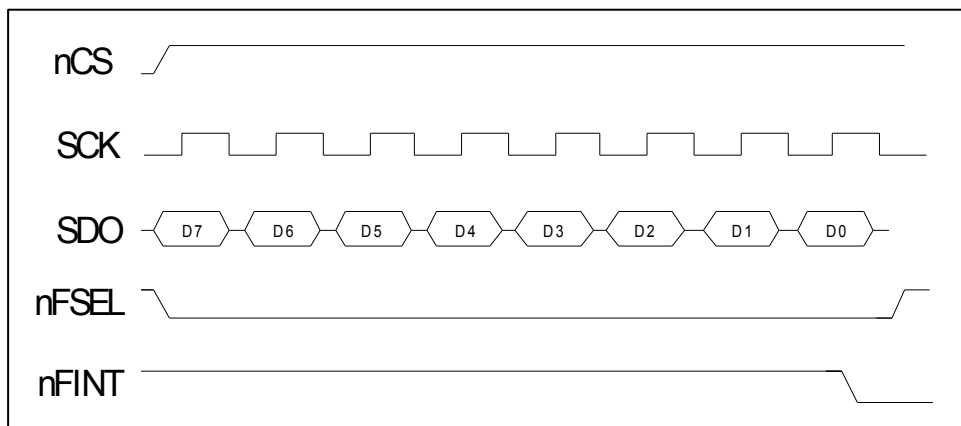 nCS
SCK
SDO D7 D6 D5 D4 D3 D2 D1 D0
nFSEL
nFINT